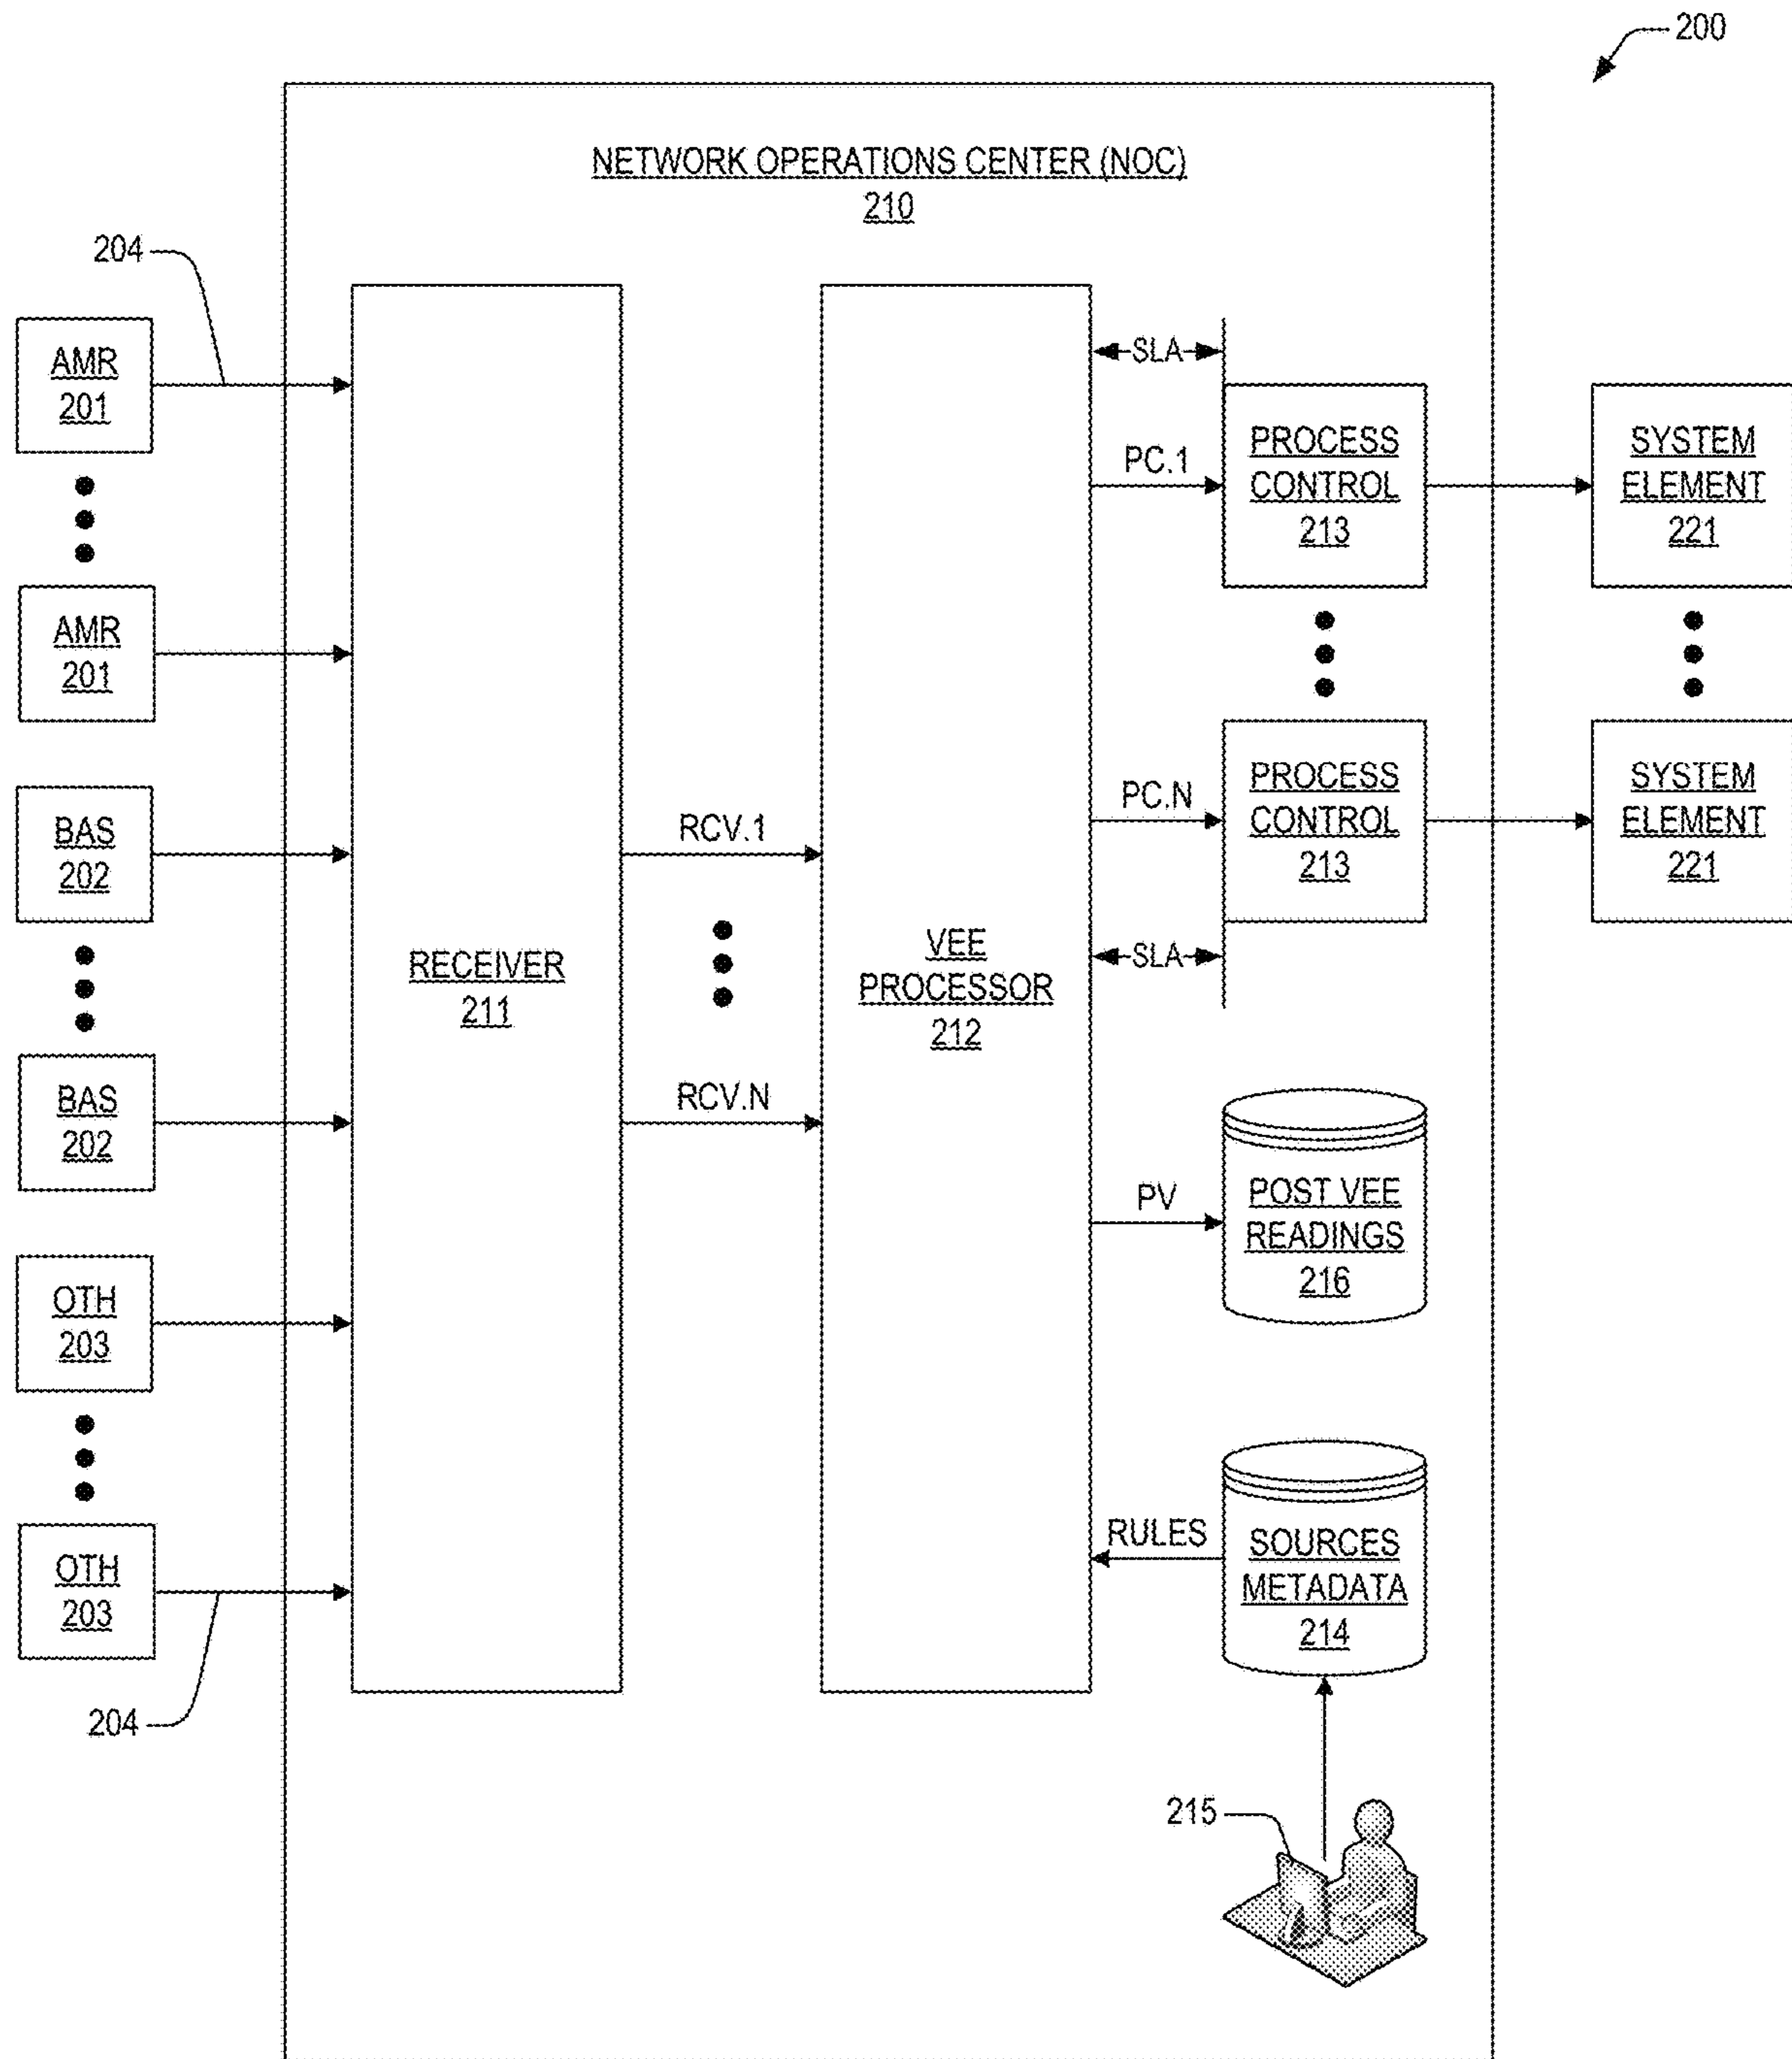 200
NETWORK OPERATIONS CENTER (NOC)
210
204
AMR
201
AMR
201
BAS
202
BAS
202
OTH
203
OTH
203
204
RECEIVER
211
RCV.1
RCV.N
VEE
PROCESSOR
212
SLA
PC.1
PC.N
SLA
PV
RULES
PROCESS
CONTROL
213
PROCESS
CONTROL
213
POST VEE
READINGS
216
SOURCES
METADATA
214
215
SYSTEM
ELEMENT
221
SYSTEM
ELEMENT
221